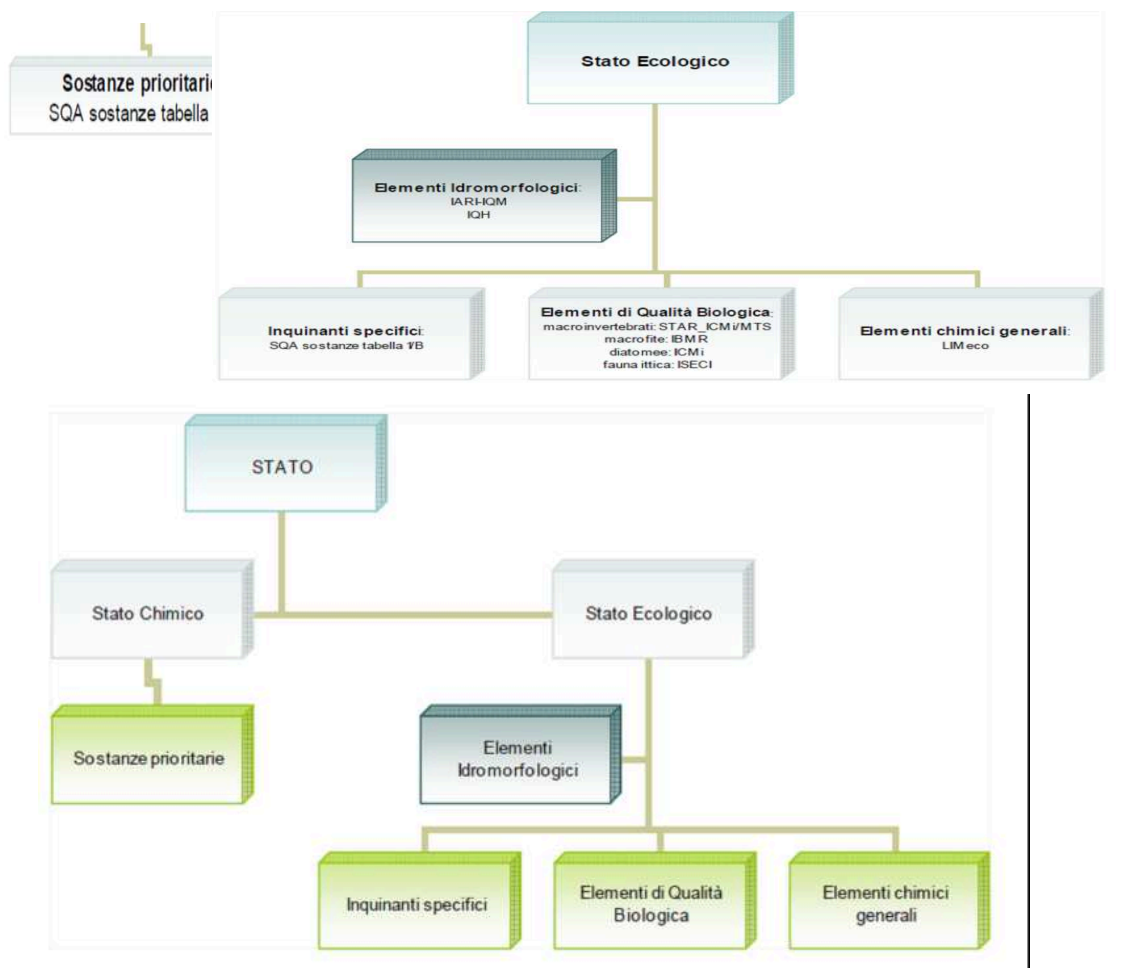 Sostanze prioritarie
SQA sostanze tabella
Stato Ecologico
Elementi Idromorfologici:
IARI-IQM
IQH
Inquinanti specifici:
SQA sostanze tabella 1/B
Elementi di Qualità Biologica:
macroinvertebrati: STAR_ICMi/MTS
macrofite: IBMR
diatomee: ICMi
fauna ittica: ISECI
Elementi chimici generali:
LIMeco
STATO
Stato Chimico
Stato Ecologico
Sostanze prioritarie
Elementi
Idromorfologici
Inquinanti specifici
Elementi di Qualità
Biologica
Elementi chimici
generali